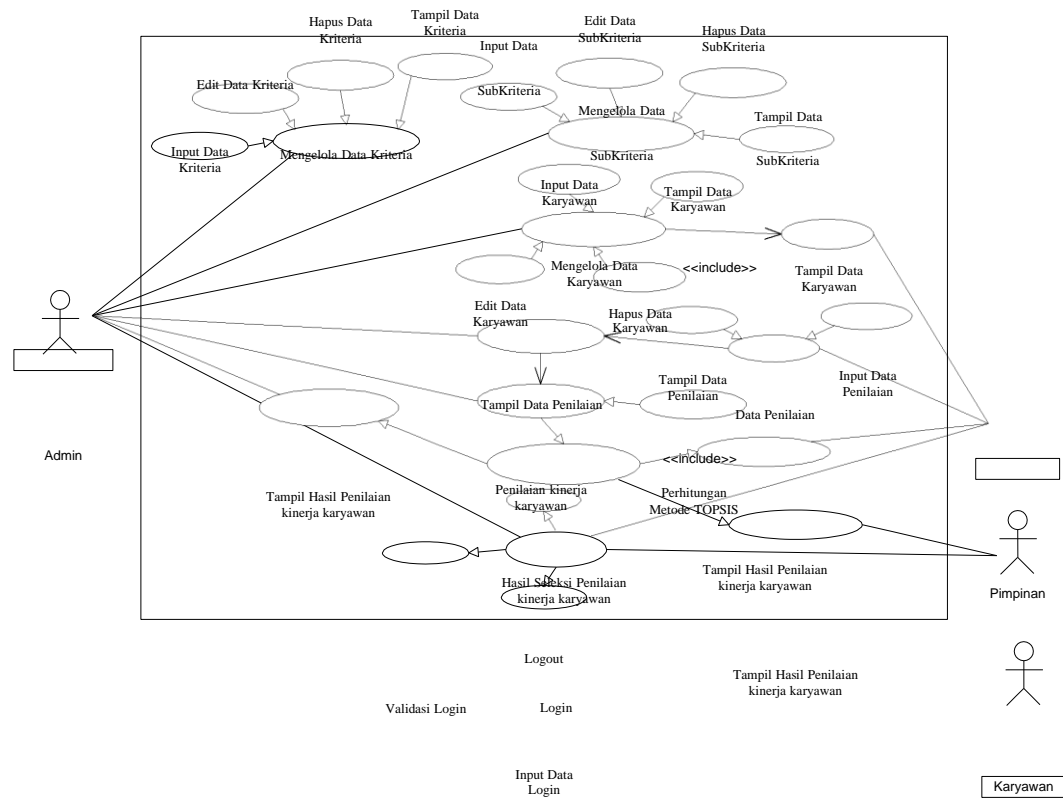 Hapus Data
Kriteria
Tampil Data
Kriteria
Edit Data
SubKriteria
Hapus Data
SubKriteria
Input Data
SubKriteria
Edit Data Kriteria
Mengelola Data
SubKriteria
Tampil Data
SubKriteria
Input Data
Kriteria
Mengelola Data Kriteria
Input Data
Karyawan
Tampil Data
Karyawan
Mengelola Data
Karyawan
<<include>>
Tampil Data
Karyawan
Edit Data
Karyawan
Hapus Data
Karyawan
Input Data
Penilaian
Tampil Data
Penilaian
Tampil Data Penilaian
Data Penilaian
Admin
<<include>>
Penilaian kinerja
karyawan
Perhitungan
Metode TOPSIS
Tampil Hasil Penilaian
kinerja karyawan
Tampil Hasil Penilaian
kinerja karyawan
Hasil Seleksi Penilaian
kinerja karyawan
Pimpinan
Logout
Tampil Hasil Penilaian
kinerja karyawan
Validasi Login
Login
Input Data
Login
Karyawan